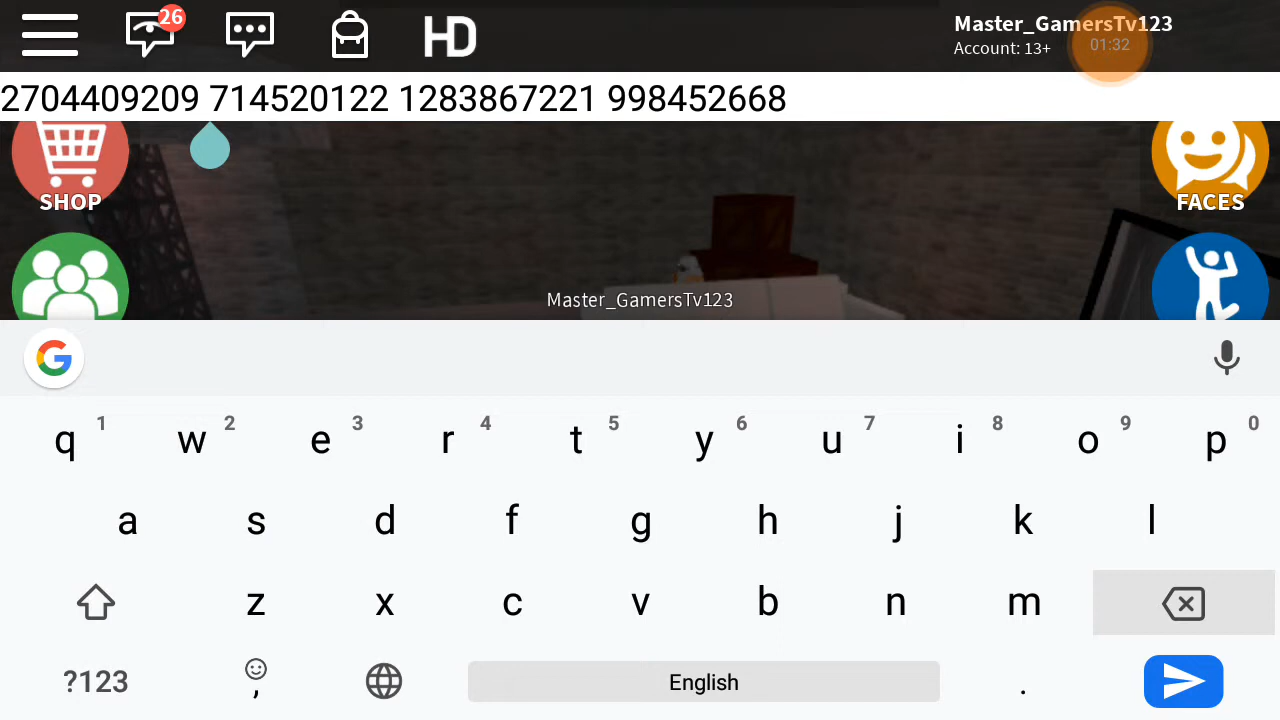 26
HD
Master_GamersTv123
Account: 13+
01:32
2704409209 714520122 1283867221 998452668
SHOP
FACES
Master_GamersTv123
G
q 1 w 2 e 3 r 4 t 5 y 6 u 7 i 8 o 9 p 0
a s d f g h j k l
z x c v b n m
?123 , English .